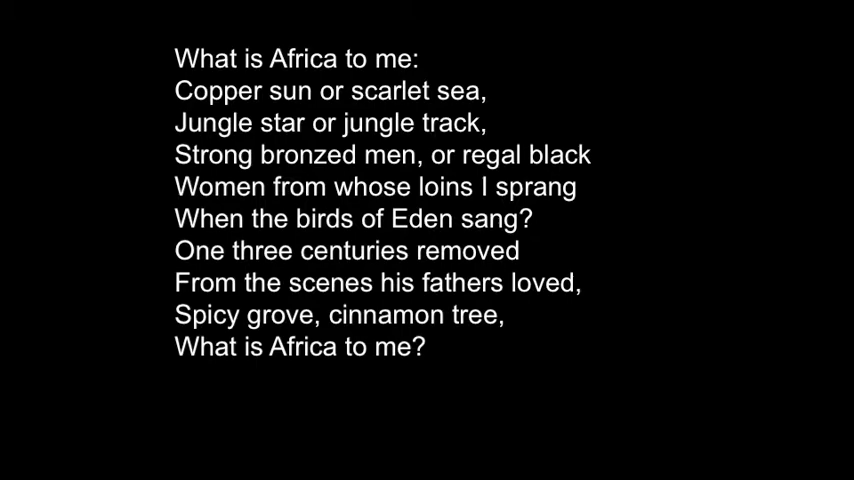 What is Africa to me:
Copper sun or scarlet sea,
Jungle star or jungle track,
Strong bronzed men, or regal black
Women from whose loins I sprang
When the birds of Eden sang?
One three centuries removed
From the scenes his fathers loved,
Spicy grove, cinnamon tree,
What is Africa to me?